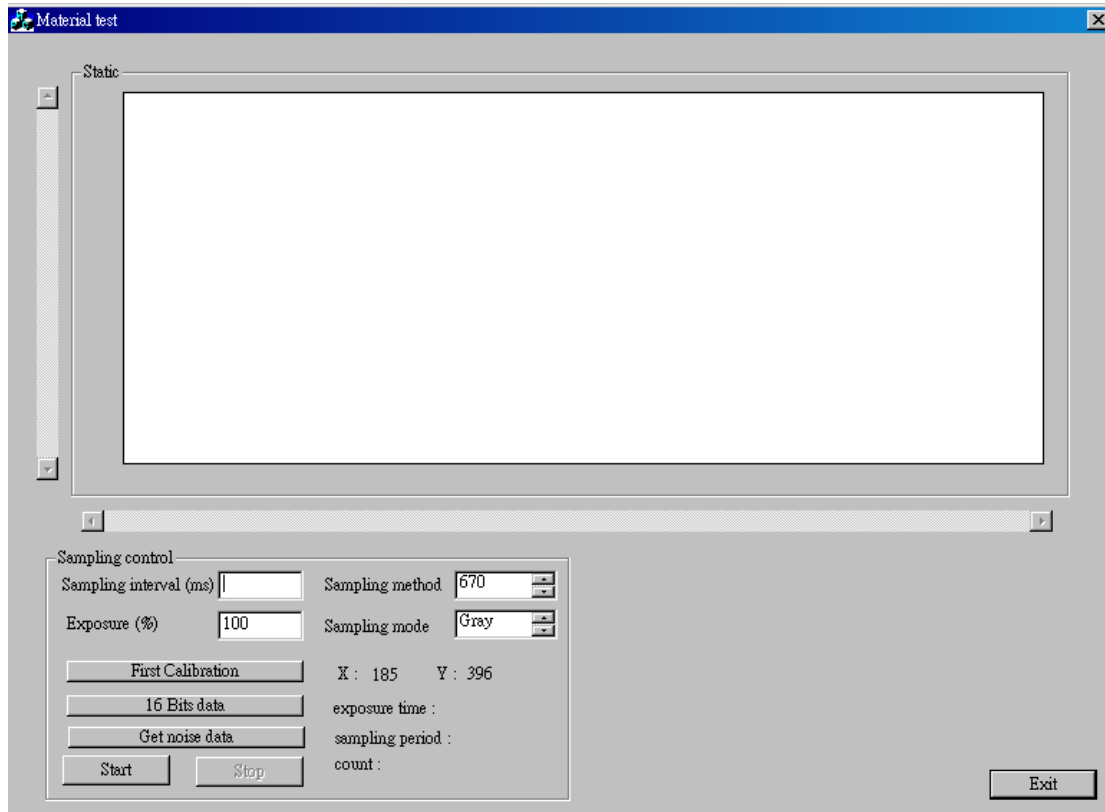 Material test
Static
Sampling control
Sampling interval (ms)
Sampling method 670
Exposure (%) 100
Sampling mode Gray
First Calibration
X : 185 Y : 396
16 Bits data
exposure time :
Get noise data
sampling period :
Start Stop
count :
Exit